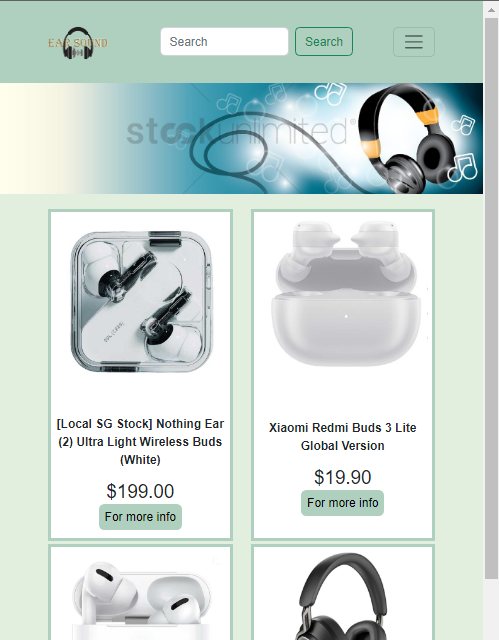 EAR SOUND
Search
Search
stockunlimited
[Local SG Stock] Nothing Ear
(2) Ultra Light Wireless Buds
(White)
$199.00
For more info
Xiaomi Redmi Buds 3 Lite
Global Version
$19.90
For more info